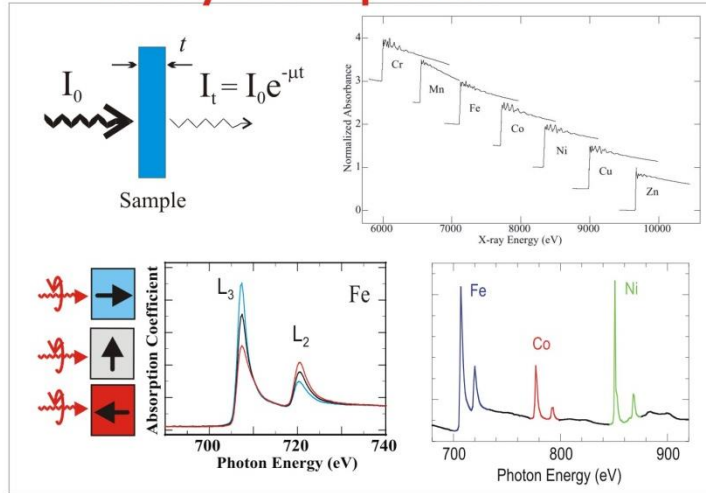 t
I₀
Iₜ = I₀e^-μt
Sample
Normalized Absorbance
4
3
2
1
0
Cr
Mn
Fe
Co
Ni
Cu
Zn
6000 7000 8000 9000 10000
X-ray Energy (eV)
Absorption Coefficient
L₃
L₂
Fe
700 720 740
Photon Energy (eV)
Fe
Co
Ni
700 800 900
Photon Energy (eV)